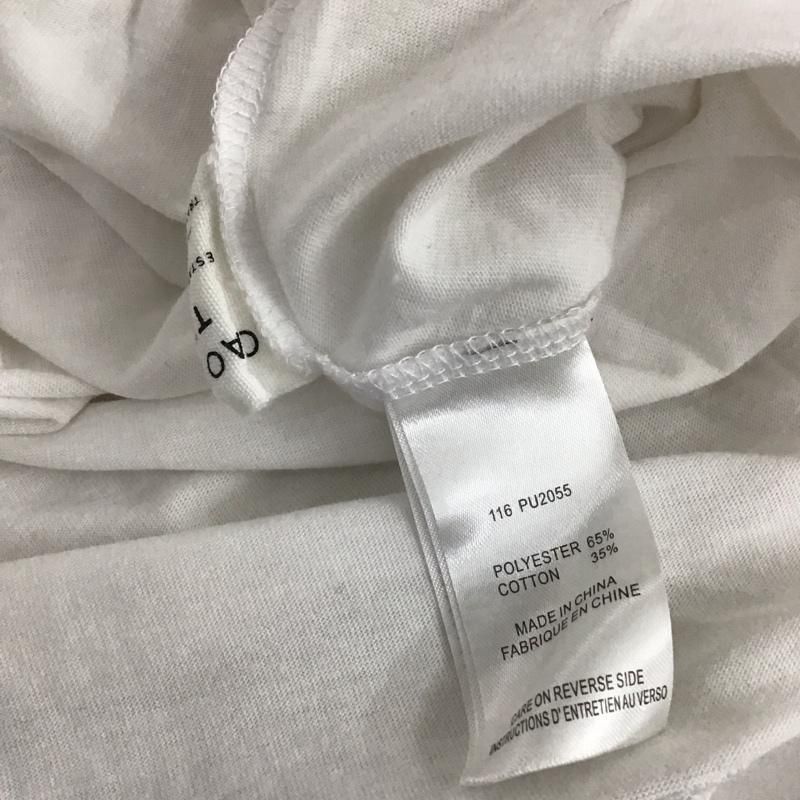 116 PU2055
POLYESTER 65%
COTTON 35%
MADE IN CHINA
FABRIQUE EN CHINE
CARE ON REVERSE SIDE
INSTRUCTIONS D' ENTRETIEN AU VERSO